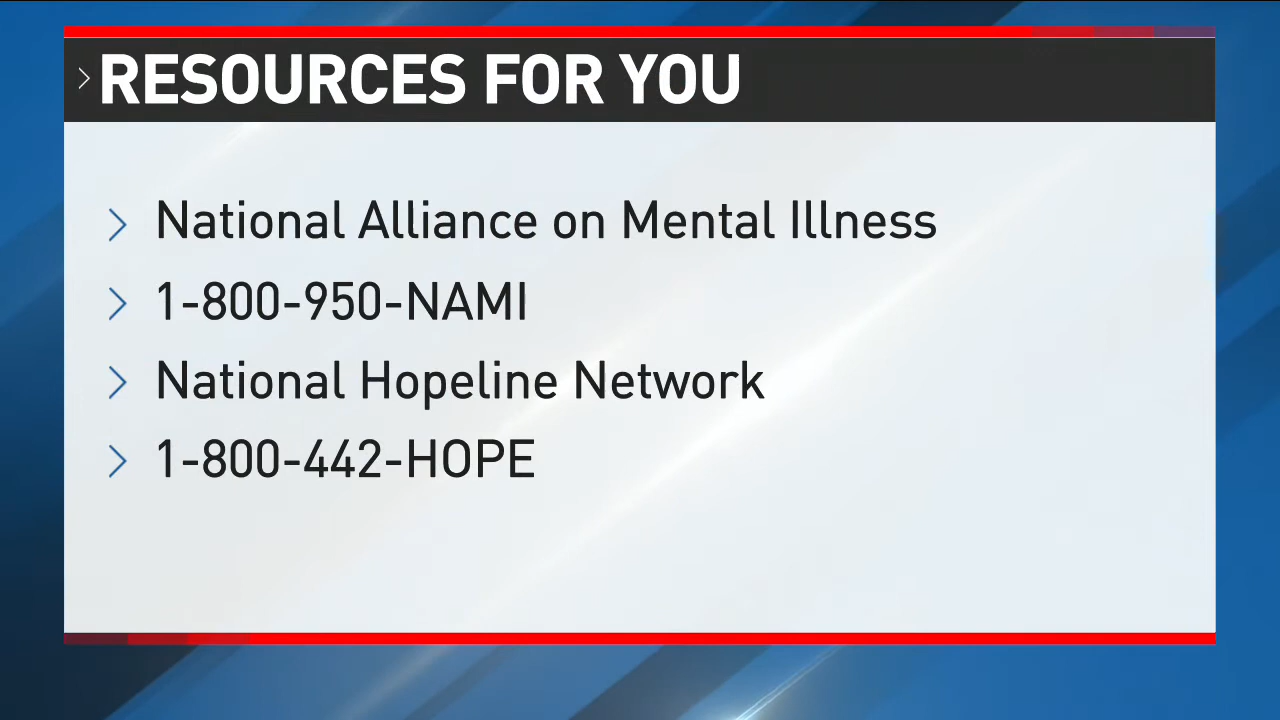 RESOURCES FOR YOU
National Alliance on Mental Illness
1-800-950-NAMI
National Hopeline Network
1-800-442-HOPE